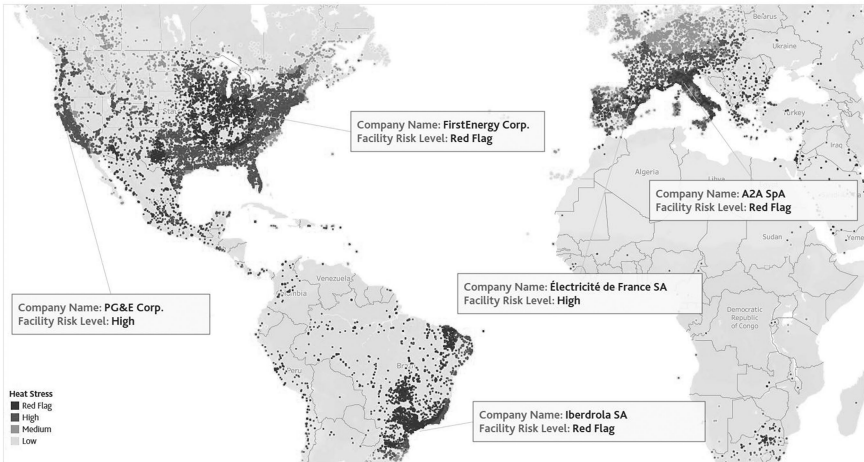 Belarus
Ukraine
Company Name: FirstEnergy Corp.
Facility Risk Level: Red Flag
Turkey
Iraq
Algeria
Libya
Company Name: A2A SpA
Facility Risk Level: Red Flag
Sudan
Yeme
Venezuela
Company Name: Électricité de France SA
Facility Risk Level: High
Company Name: PG&E Corp.
Facility Risk Level: High
Democratic
Republic
of Congo
Peru
Heat Stress
Red Flag
High
Medium
Low
Company Name: Iberdrola SA
Facility Risk Level: Red Flag